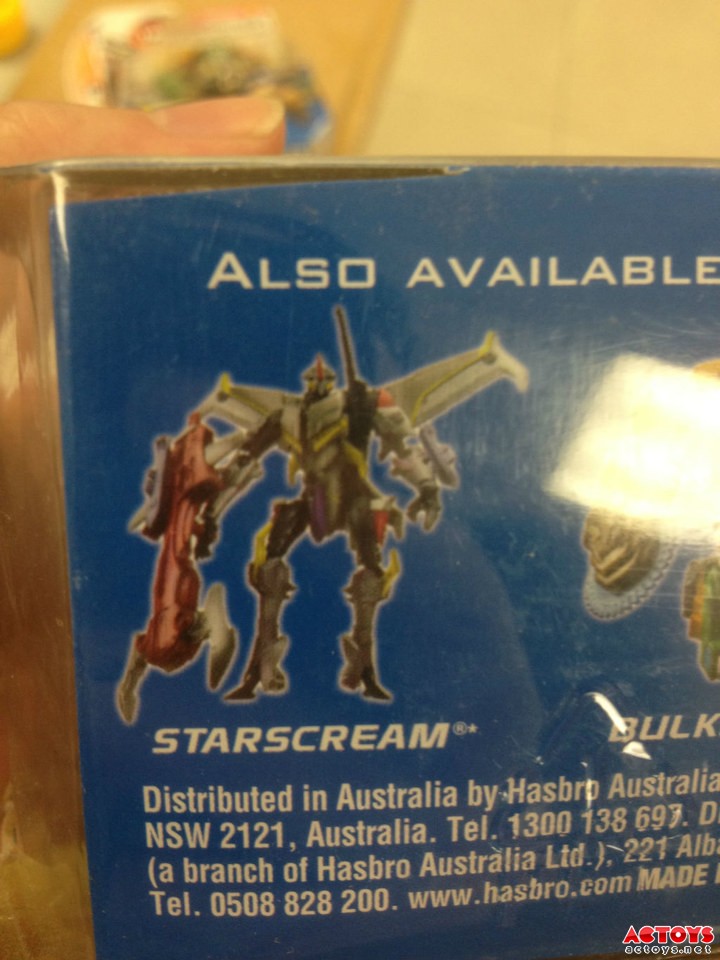 ALSO AVAILABLE
STARSCREAM®*
BULK
Distributed in Australia by Hasbro Australia
NSW 2121, Australia. Tel. 1300 138 697. D
(a branch of Hasbro Australia Ltd.), 221 Alba
Tel. 0508 828 200. www.hasbro.com MADE
ACTOYS
actoys.net